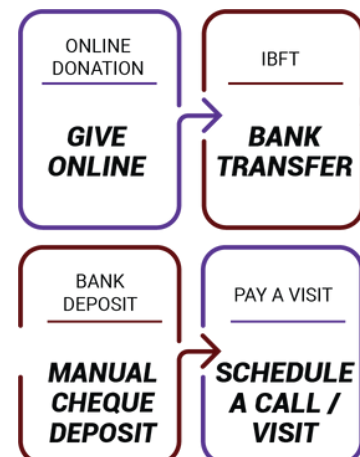 ONLINE
DONATION
GIVE
ONLINE
IBFT
BANK
TRANSFER
BANK
DEPOSIT
MANUAL
CHEQUE
DEPOSIT
PAY A VISIT
SCHEDULE
A CALL /
VISIT